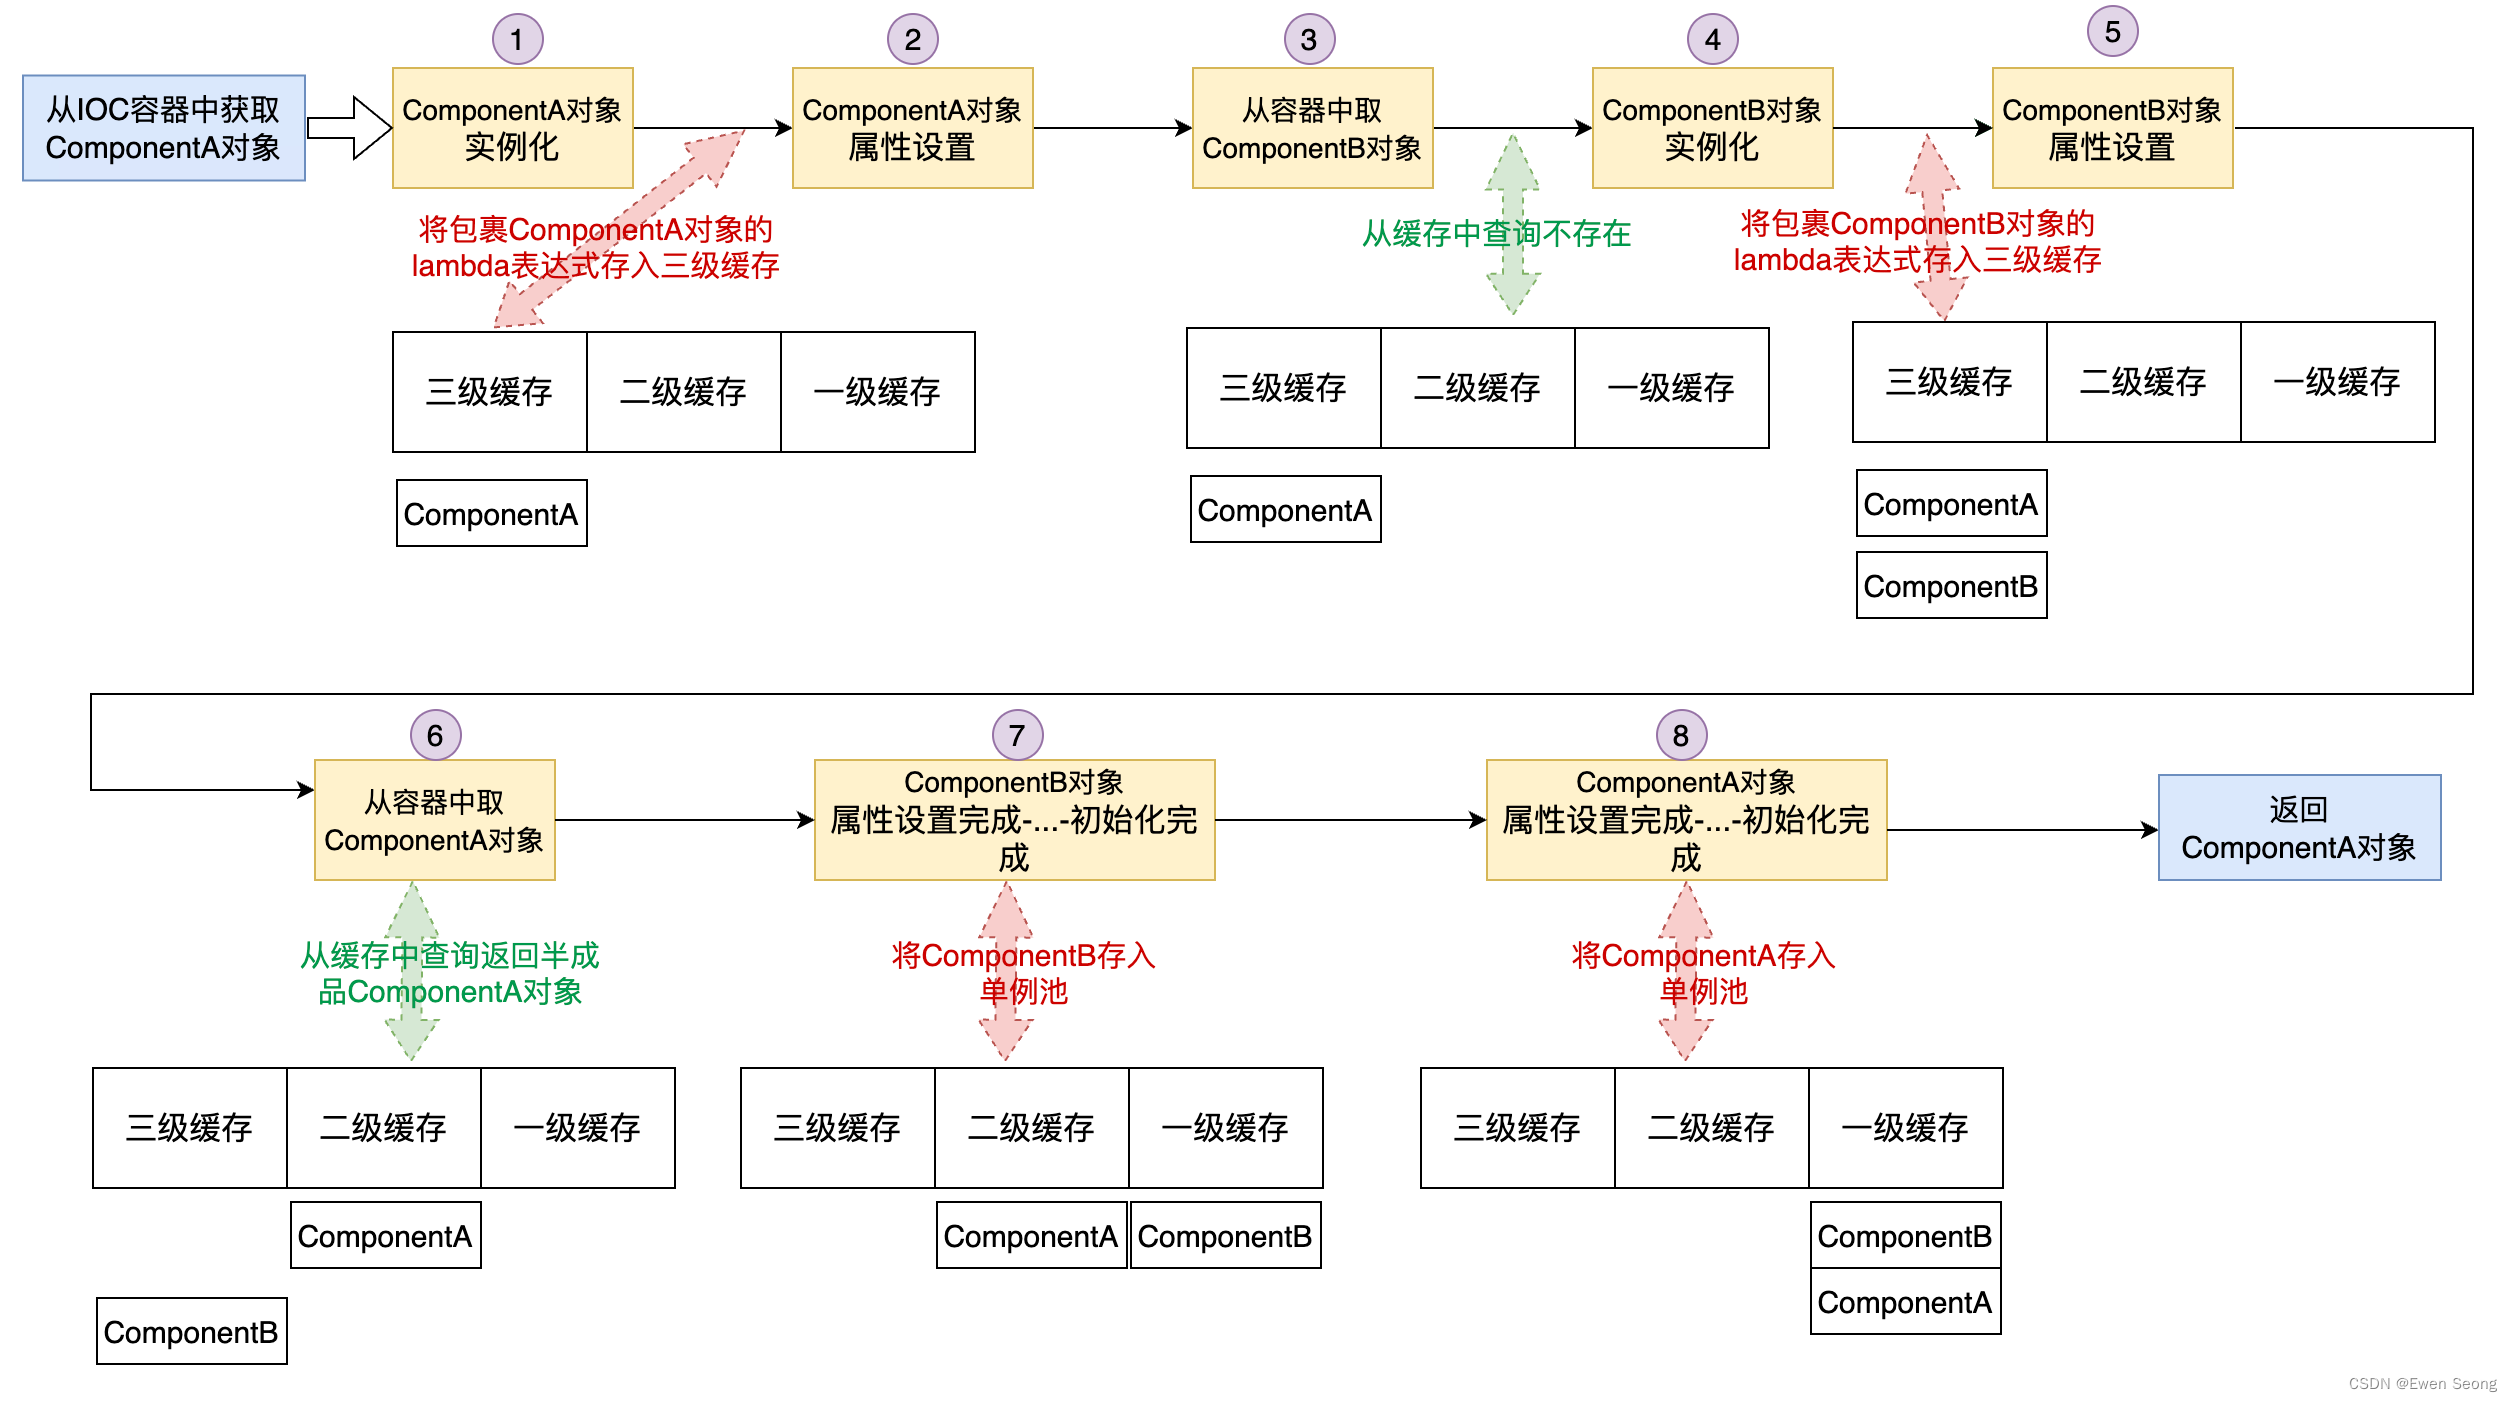 1
2
3
4
5
从IOC容器中获取
ComponentA对象
ComponentA对象
实例化
ComponentA对象
属性设置
从容器中取
ComponentB对象
ComponentB对象
实例化
ComponentB对象
属性设置
将包裹ComponentA对象的
lambda表达式存入三级缓存
从缓存中查询不存在
将包裹ComponentB对象的
lambda表达式存入三级缓存
三级缓存
二级缓存
一级缓存
ComponentA
三级缓存
二级缓存
一级缓存
ComponentA
三级缓存
二级缓存
一级缓存
ComponentA
ComponentB
6
7
8
从容器中取
ComponentA对象
ComponentB对象
属性设置完成-...-初始化完
成
ComponentA对象
属性设置完成-...-初始化完
成
返回
ComponentA对象
从缓存中查询返回半成
品ComponentA对象
将ComponentB存入
单例池
将ComponentA存入
单例池
三级缓存
二级缓存
一级缓存
ComponentA
ComponentB
三级缓存
二级缓存
一级缓存
ComponentA
ComponentB
三级缓存
二级缓存
一级缓存
ComponentB
ComponentA
CSDN @Ewen Seong